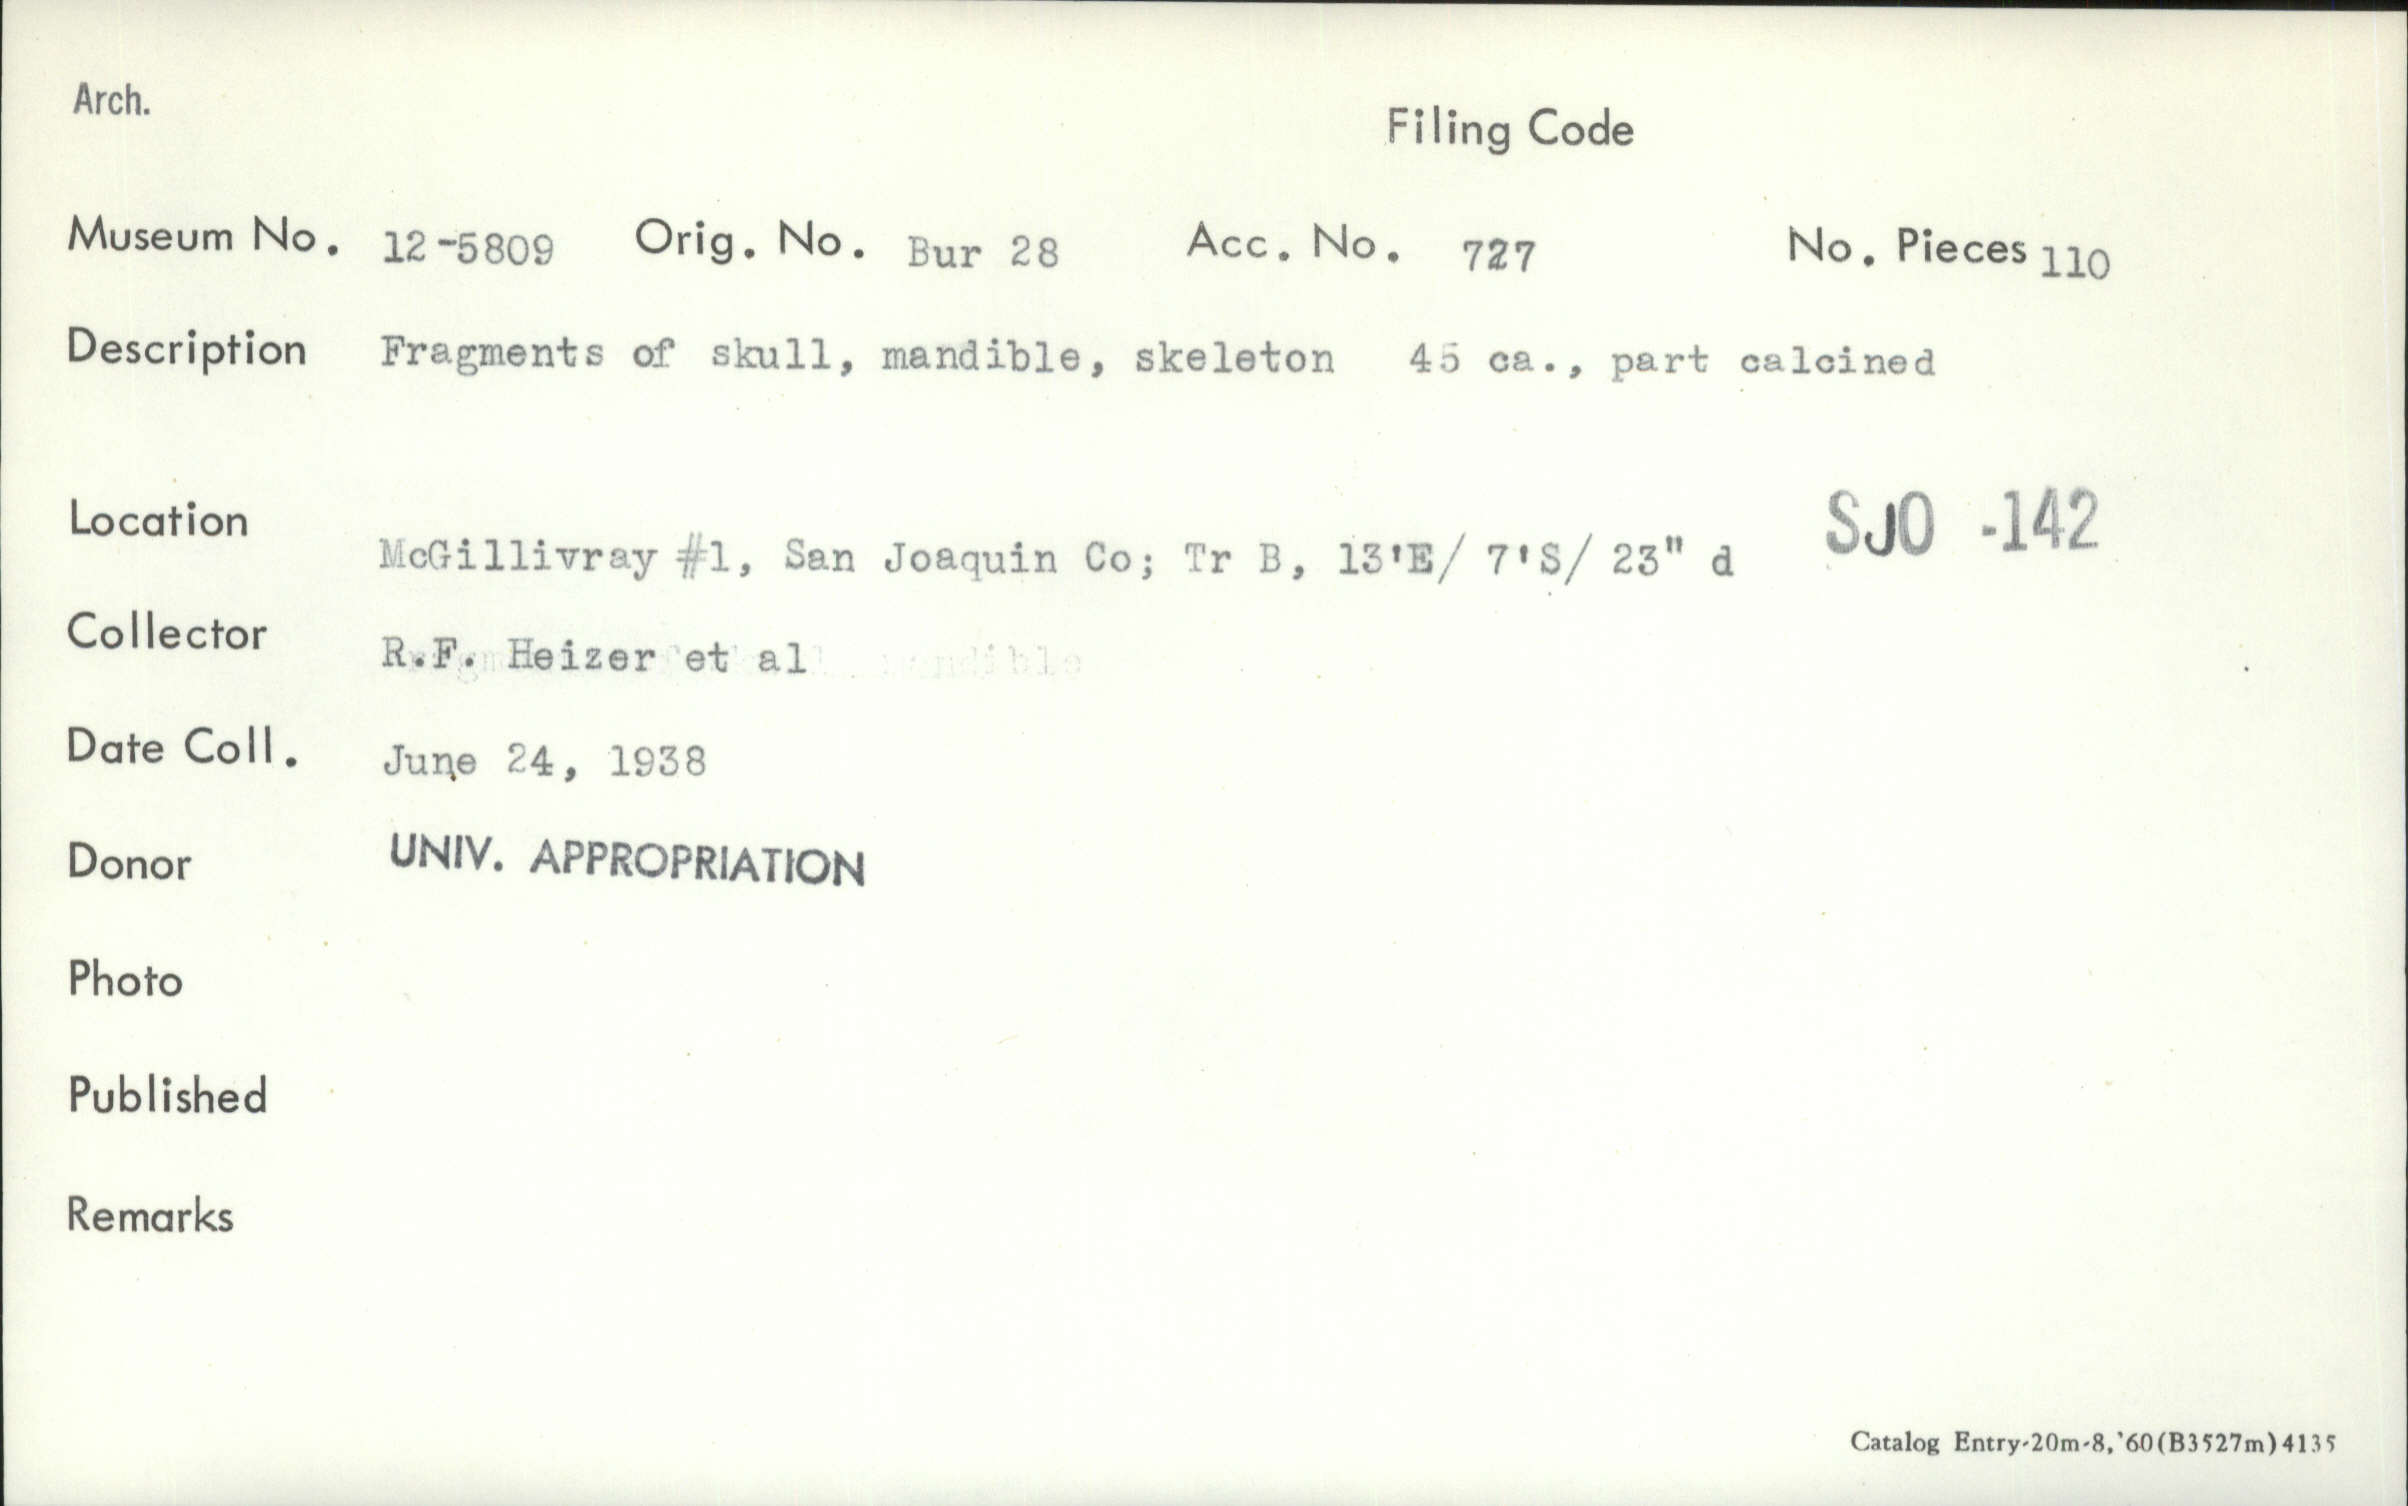 Arch.
Filing Code
Museum No. 12-5809 Orig. No. Bur 28 Acc. No. 727 No. Pieces 110
Description Fragments of skull, mandible, skeleton 45 ca., part calcined
Location McGillivray #1, San Joaquin Co; Tr B, 13'E/ 7'S/ 23" d SJO -142
Collector R.F. Heizer et al
Date Coll. June 24, 1938
Donor UNIV. APPROPRIATION
Photo
Published
Remarks
Catalog Entry-20m-8,'60(B3527m)4135